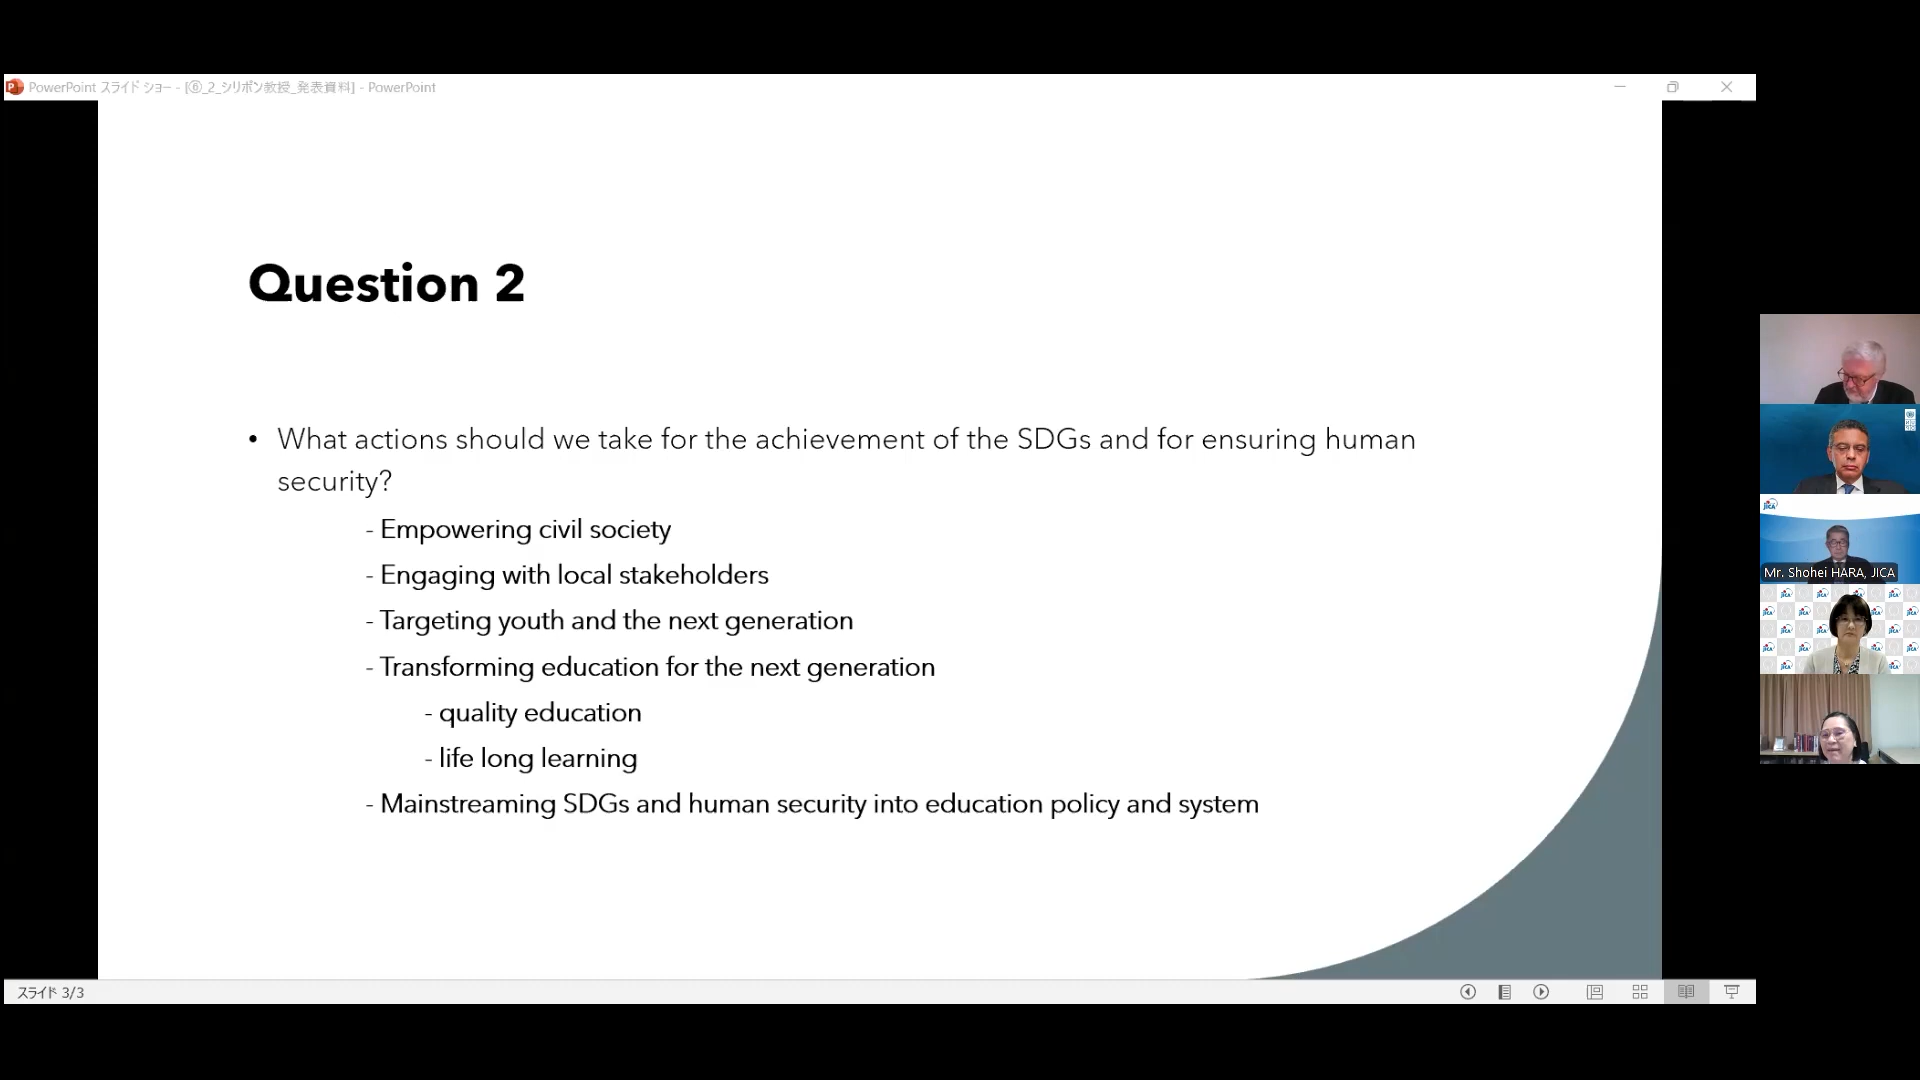 PowerPoint スライド ショー - [⑥_2_シリポン教授_発表資料] - PowerPoint
Question 2
• What actions should we take for the achievement of the SDGs and for ensuring human
security?
- Empowering civil society
- Engaging with local stakeholders
- Targeting youth and the next generation
- Transforming education for the next generation
- quality education
- life long learning
- Mainstreaming SDGs and human security into education policy and system
JICA
Mr. Shohei HARA, JICA
スライド 3/3